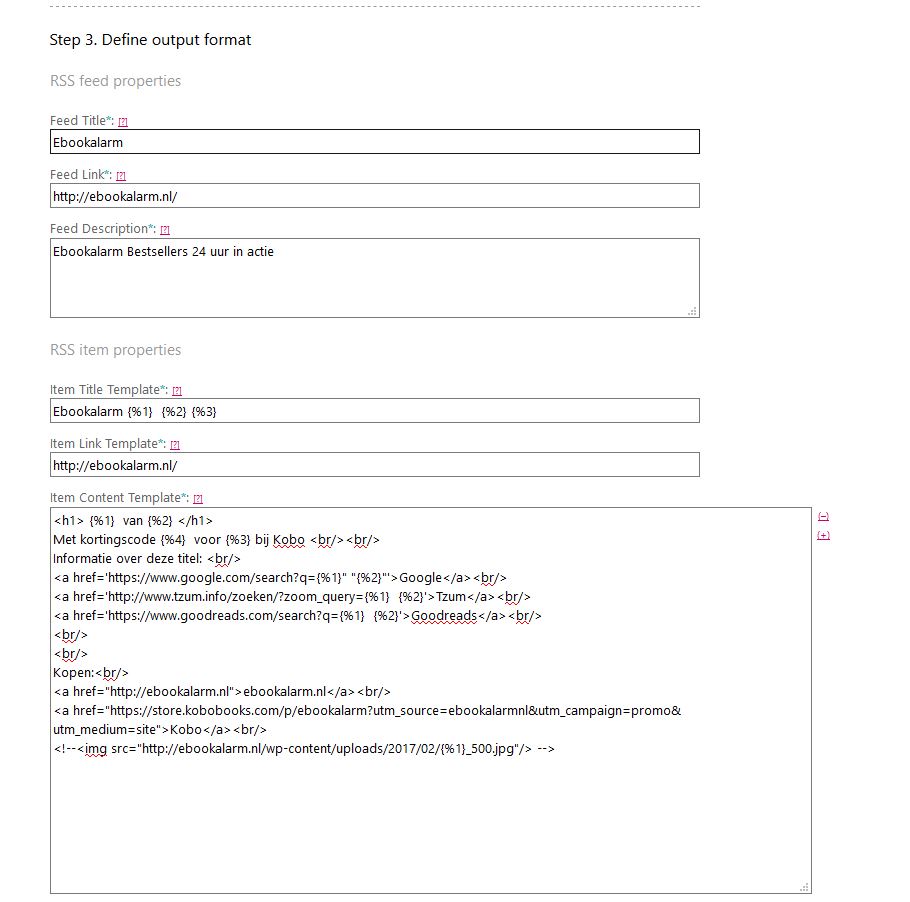 Step 3. Define output format
RSS feed properties
Feed Title*: [?]
Ebookalarm
Feed Link*: [?]
http://ebookalarm.nl/
Feed Description*: [?]
Ebookalarm Bestsellers 24 uur in actie
RSS item properties
Item Title Template*: [?]
Ebookalarm {%1}  {%2} {%3}
Item Link Template*: [?]
http://ebookalarm.nl/
Item Content Template*: [?]
(-)
(+)
<h1> {%1}  van {%2} </h1>
Met kortingscode {%4}  voor {%3} bij Kobo <br/><br/>
Informatie over deze titel: <br/>
<a href='https://www.google.com/search?q={%1}" "{%2}"'>Google</a><br/>
<a href='http://www.tzum.info/zoeken/?zoom_query={%1}  {%2}'>Tzum</a><br/>
<a href='https://www.goodreads.com/search?q={%1}  {%2}'>Goodreads</a><br/>
<br/>
<br/>
Kopen:<br/>
<a href="http://ebookalarm.nl">ebookalarm.nl</a><br/>
<a href="https://store.kobobooks.com/p/ebookalarm?utm_source=ebookalarmnl&utm_campaign=promo&
utm_medium=site">Kobo</a><br/>
<!--<img src="http://ebookalarm.nl/wp-content/uploads/2017/02/{%1}_500.jpg"/> -->